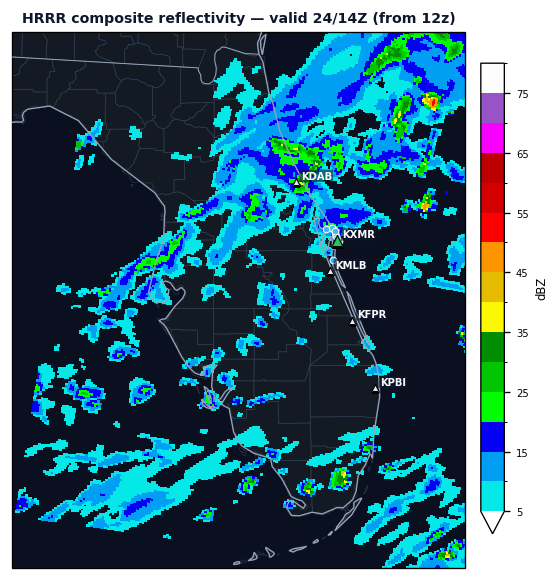 HRRR composite reflectivity — valid 24/14Z (from 12z)
KDAB
KXMR
KMLB
KFPR
KPBI
75
65
55
45
35
25
15
5
dBZ